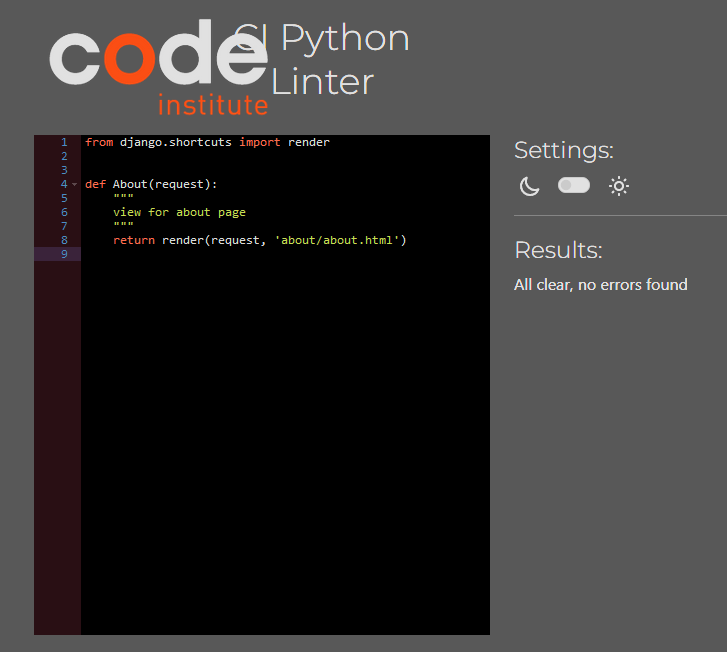 code
institute
CI Python
Linter
1 from django.shortcuts import render
2
3
4 def About(request):
5     """
6     view for about page
7     """
8     return render(request, 'about/about.html')
9
Settings:
Results:
All clear, no errors found